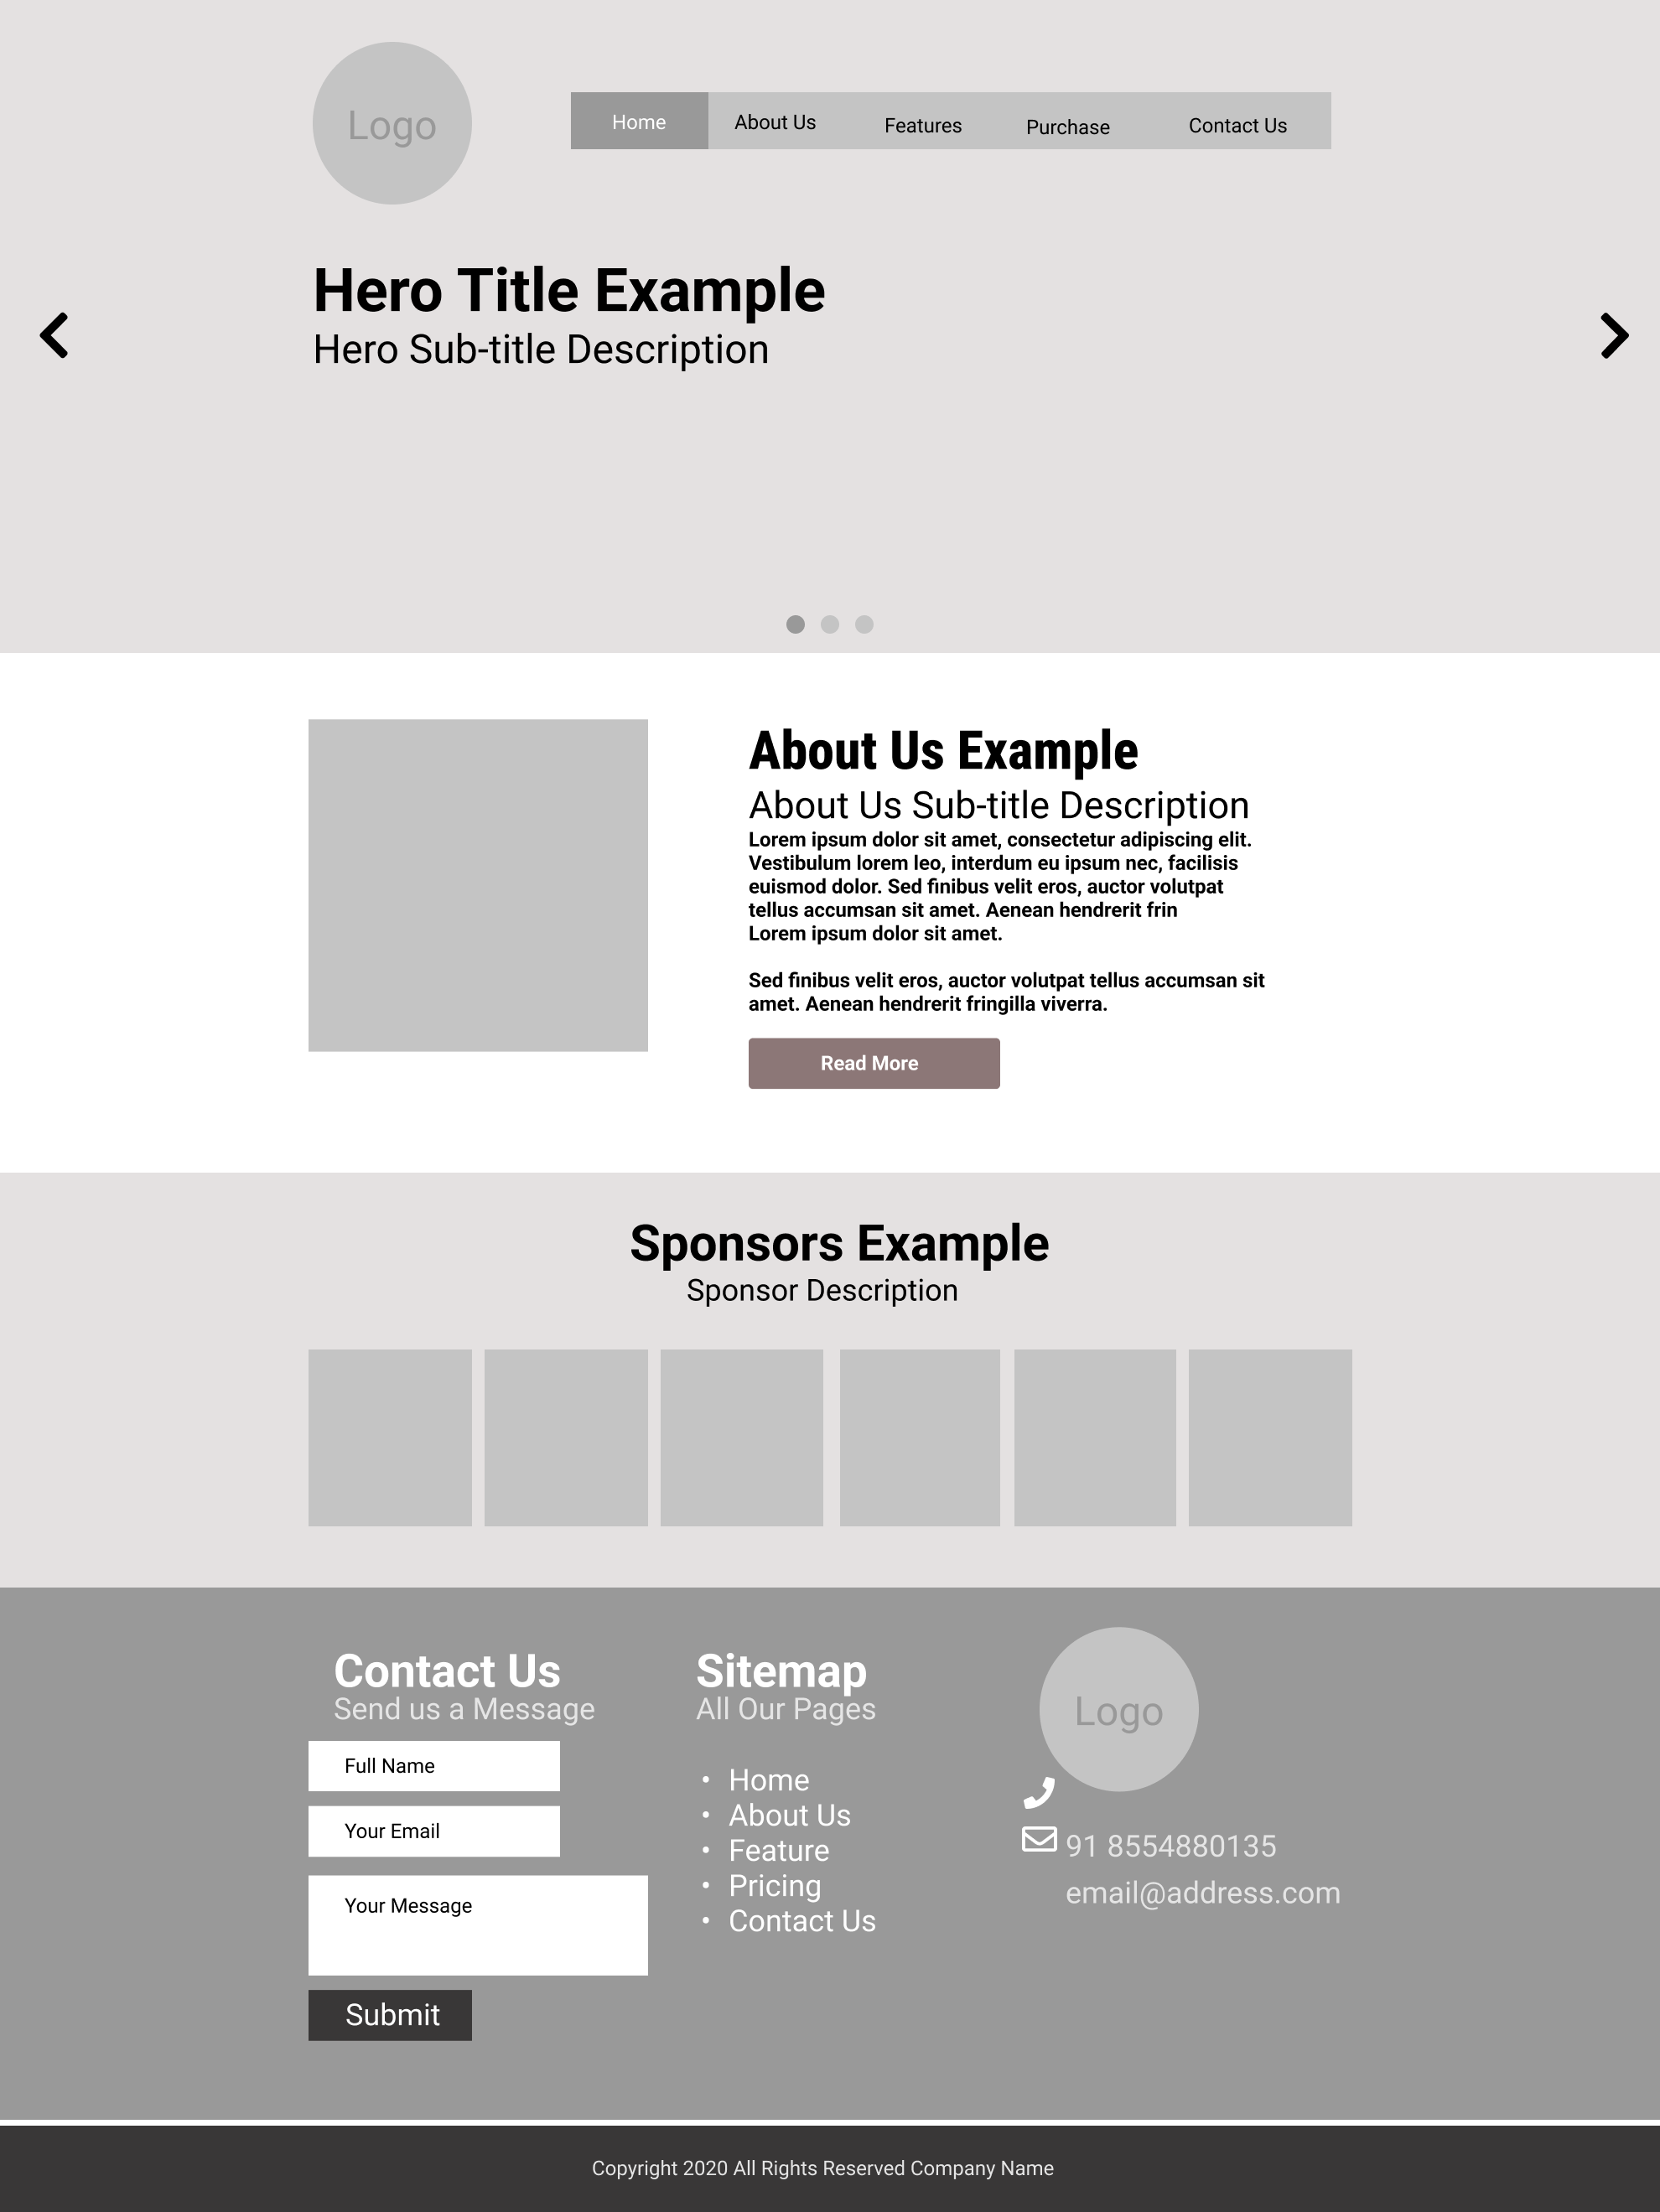 Logo
Home
About Us
Features
Purchase
Contact Us
Hero Title Example
Hero Sub-title Description
About Us Example
About Us Sub-title Description
Lorem ipsum dolor sit amet, consectetur adipiscing elit.
Vestibulum lorem leo, interdum eu ipsum nec, facilisis
euismod dolor. Sed finibus velit eros, auctor volutpat
tellus accumsan sit amet. Aenean hendrerit frin
Lorem ipsum dolor sit amet.
Sed finibus velit eros, auctor volutpat tellus accumsan sit
amet. Aenean hendrerit fringilla viverra.
Read More
Sponsors Example
Sponsor Description
Contact Us
Send us a Message
Full Name
Your Email
Your Message
Submit
Sitemap
All Our Pages
• Home
• About Us
• Feature
• Pricing
• Contact Us
Logo
91 8554880135
email@address.com
Copyright 2020 All Rights Reserved Company Name